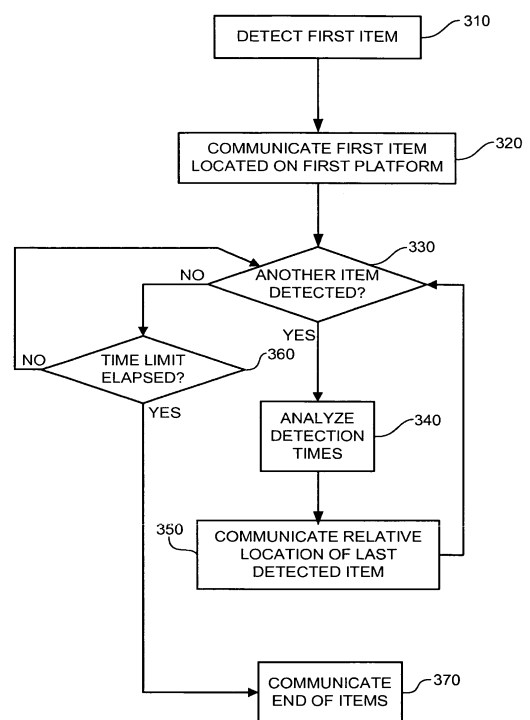 DETECT FIRST ITEM
310
COMMUNICATE FIRST ITEM
LOCATED ON FIRST PLATFORM
320
330
ANOTHER ITEM
DETECTED?
NO
YES
TIME LIMIT
ELAPSED?
360
NO
YES
ANALYZE
DETECTION
TIMES
340
350
COMMUNICATE RELATIVE
LOCATION OF LAST
DETECTED ITEM
COMMUNICATE
END OF ITEMS
370